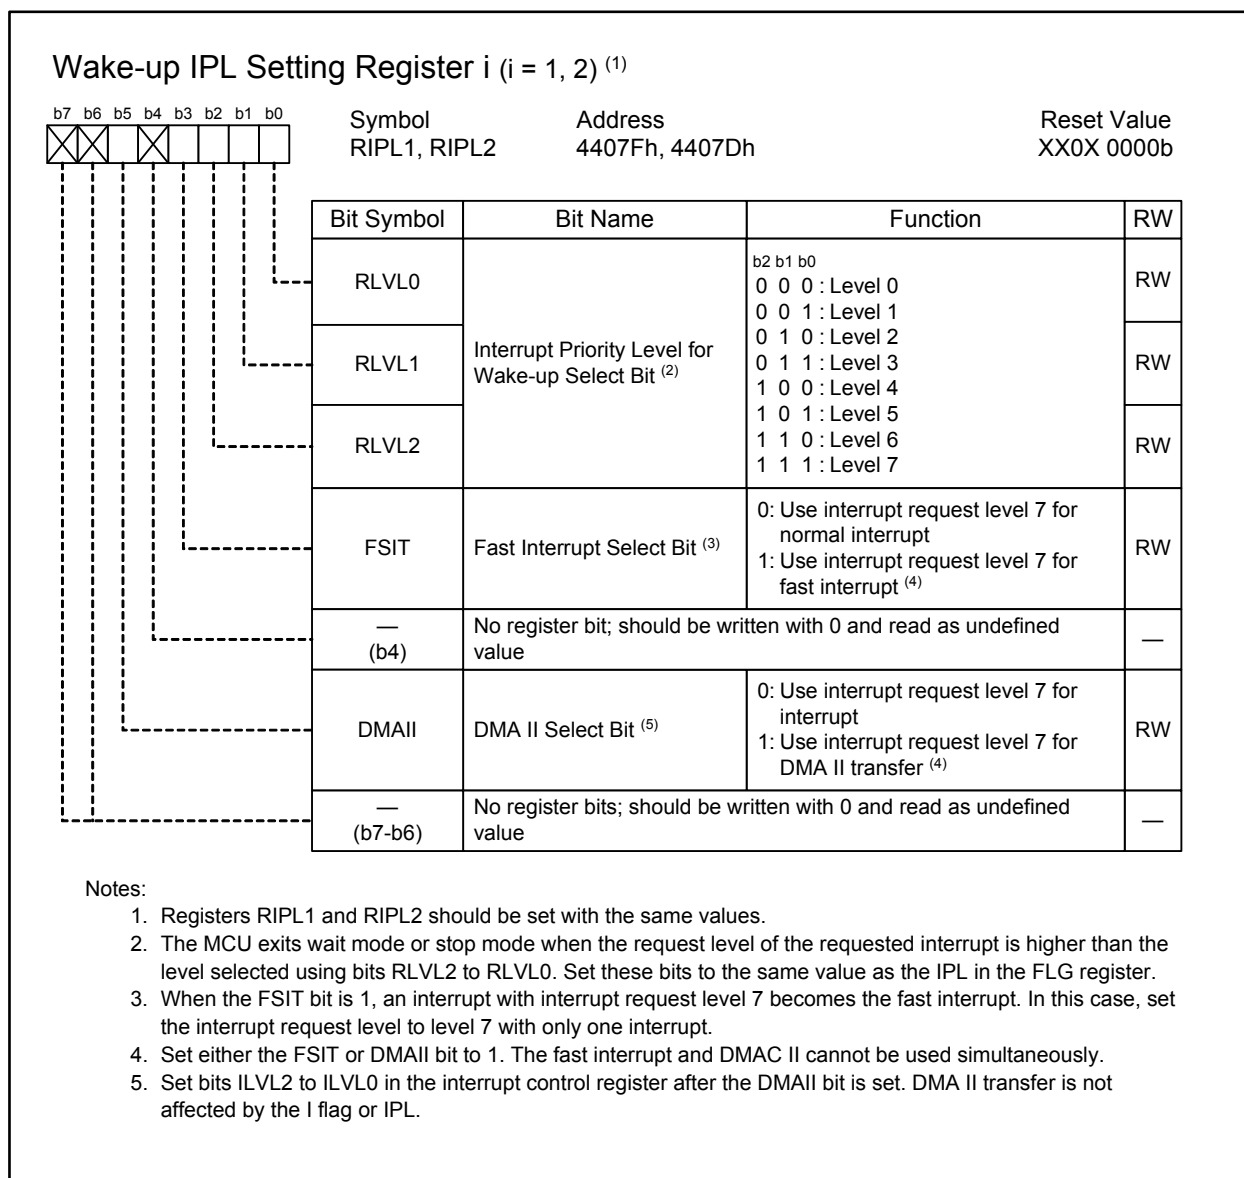 Wake-up IPL Setting Register i (i = 1, 2) (1)
b7 b6 b5 b4 b3 b2 b1 b0
Symbol Address Reset Value
RIPL1, RIPL2 4407Fh, 4407Dh XX0X 0000b
Bit Symbol Bit Name Function RW
RLVL0
RLVL1
RLVL2
Interrupt Priority Level for
Wake-up Select Bit (2)
b2 b1 b0
0 0 0 : Level 0
0 0 1 : Level 1
0 1 0 : Level 2
0 1 1 : Level 3
1 0 0 : Level 4
1 0 1 : Level 5
1 1 0 : Level 6
1 1 1 : Level 7
RW
RW
RW
FSIT
Fast Interrupt Select Bit (3)
0: Use interrupt request level 7 for
normal interrupt
1: Use interrupt request level 7 for
fast interrupt (4)
RW
—
(b4)
No register bit; should be written with 0 and read as undefined
value
—
DMAII
DMA II Select Bit (5)
0: Use interrupt request level 7 for
interrupt
1: Use interrupt request level 7 for
DMA II transfer (4)
RW
—
(b7-b6)
No register bits; should be written with 0 and read as undefined
value
—
Notes:
1. Registers RIPL1 and RIPL2 should be set with the same values.
2. The MCU exits wait mode or stop mode when the request level of the requested interrupt is higher than the
level selected using bits RLVL2 to RLVL0. Set these bits to the same value as the IPL in the FLG register.
3. When the FSIT bit is 1, an interrupt with interrupt request level 7 becomes the fast interrupt. In this case, set
the interrupt request level to level 7 with only one interrupt.
4. Set either the FSIT or DMAII bit to 1. The fast interrupt and DMAC II cannot be used simultaneously.
5. Set bits ILVL2 to ILVL0 in the interrupt control register after the DMAII bit is set. DMA II transfer is not
affected by the I flag or IPL.